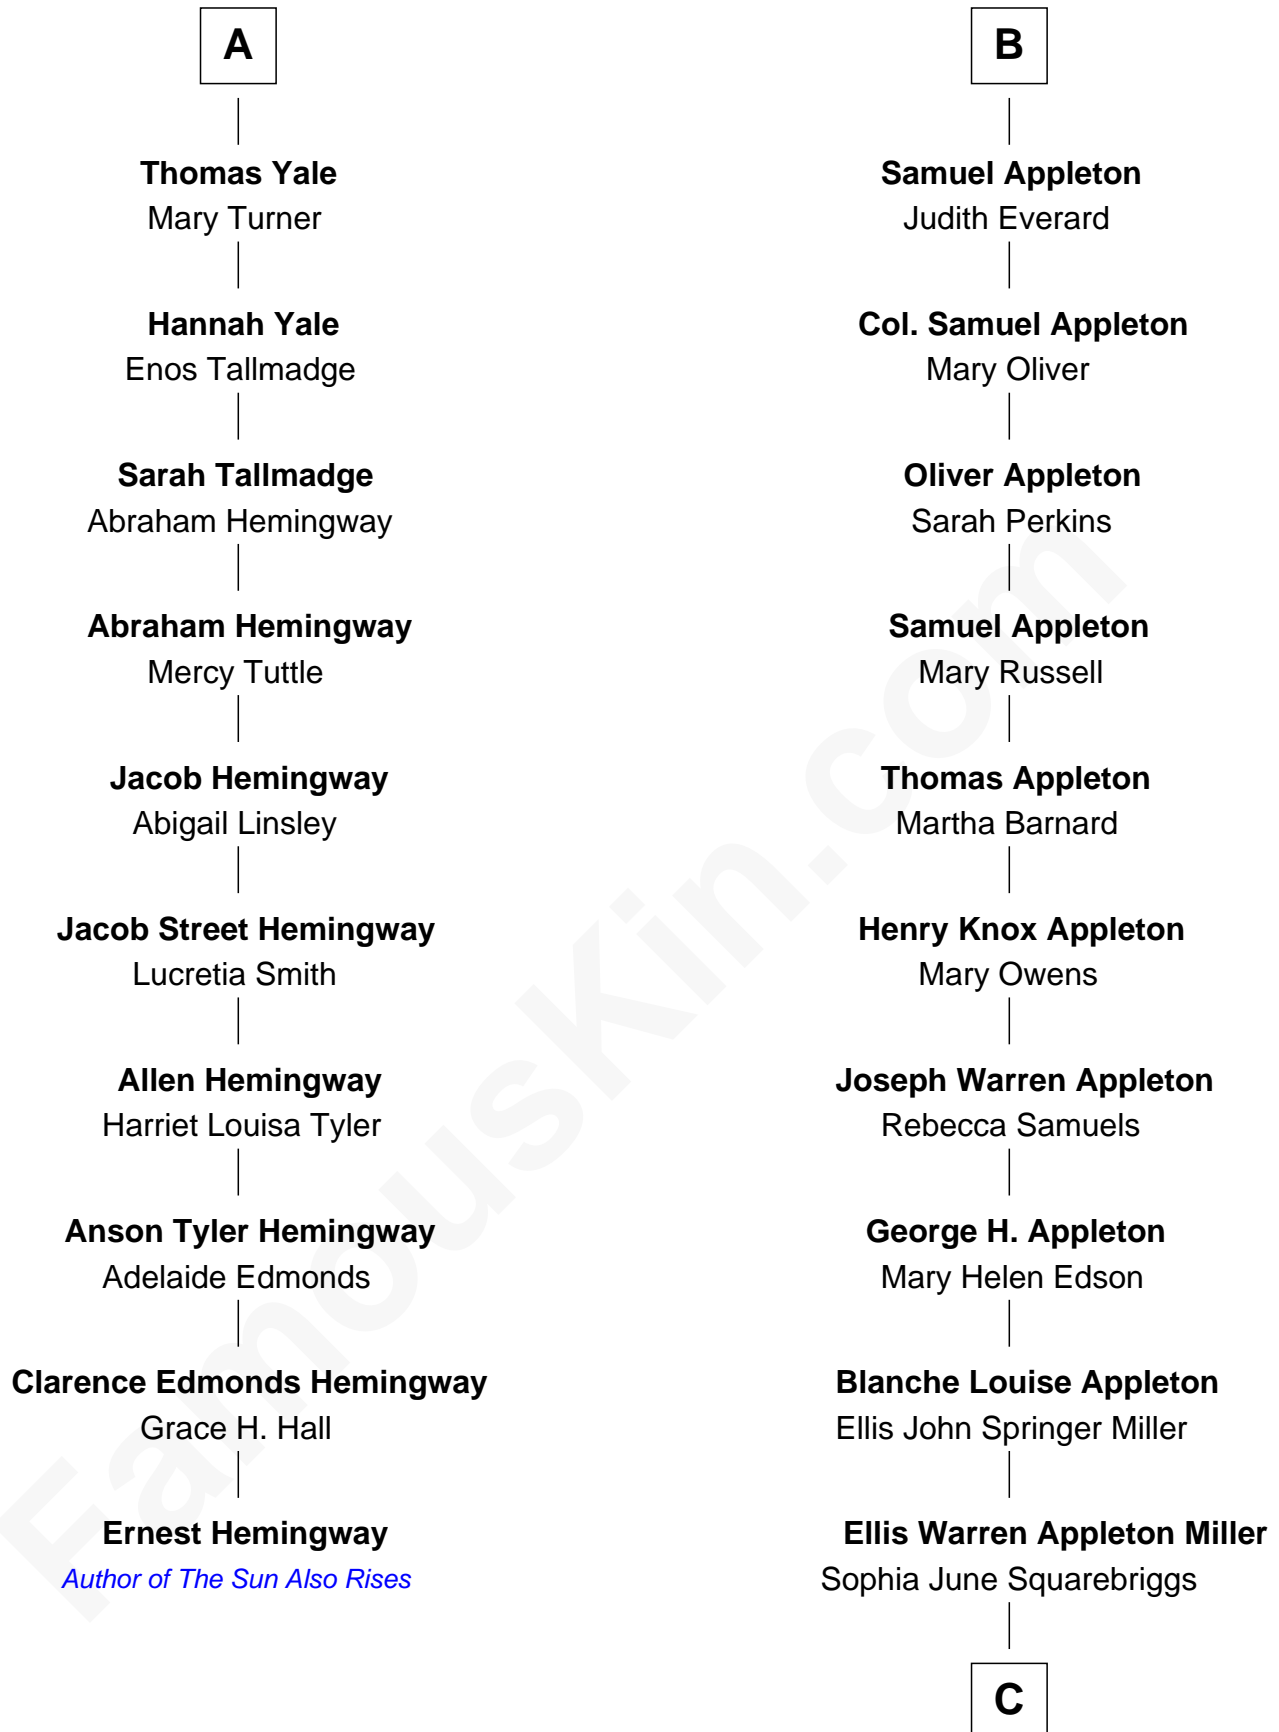 A
Thomas Yale
Mary Turner
Hannah Yale
Enos Tallmadge
Sarah Tallmadge
Abraham Hemingway
Abraham Hemingway
Mercy Tuttle
Jacob Hemingway
Abigail Linsley
Jacob Street Hemingway
Lucretia Smith
Allen Hemingway
Harriet Louisa Tyler
Anson Tyler Hemingway
Adelaide Edmonds
Clarence Edmonds Hemingway
Grace H. Hall
Ernest Hemingway
Author of The Sun Also Rises
B
Samuel Appleton
Judith Everard
Col. Samuel Appleton
Mary Oliver
Oliver Appleton
Sarah Perkins
Samuel Appleton
Mary Russell
Thomas Appleton
Martha Barnard
Henry Knox Appleton
Mary Owens
Joseph Warren Appleton
Rebecca Samuels
George H. Appleton
Mary Helen Edson
Blanche Louise Appleton
Ellis John Springer Miller
Ellis Warren Appleton Miller
Sophia June Squarebriggs
C
FamousKin.com